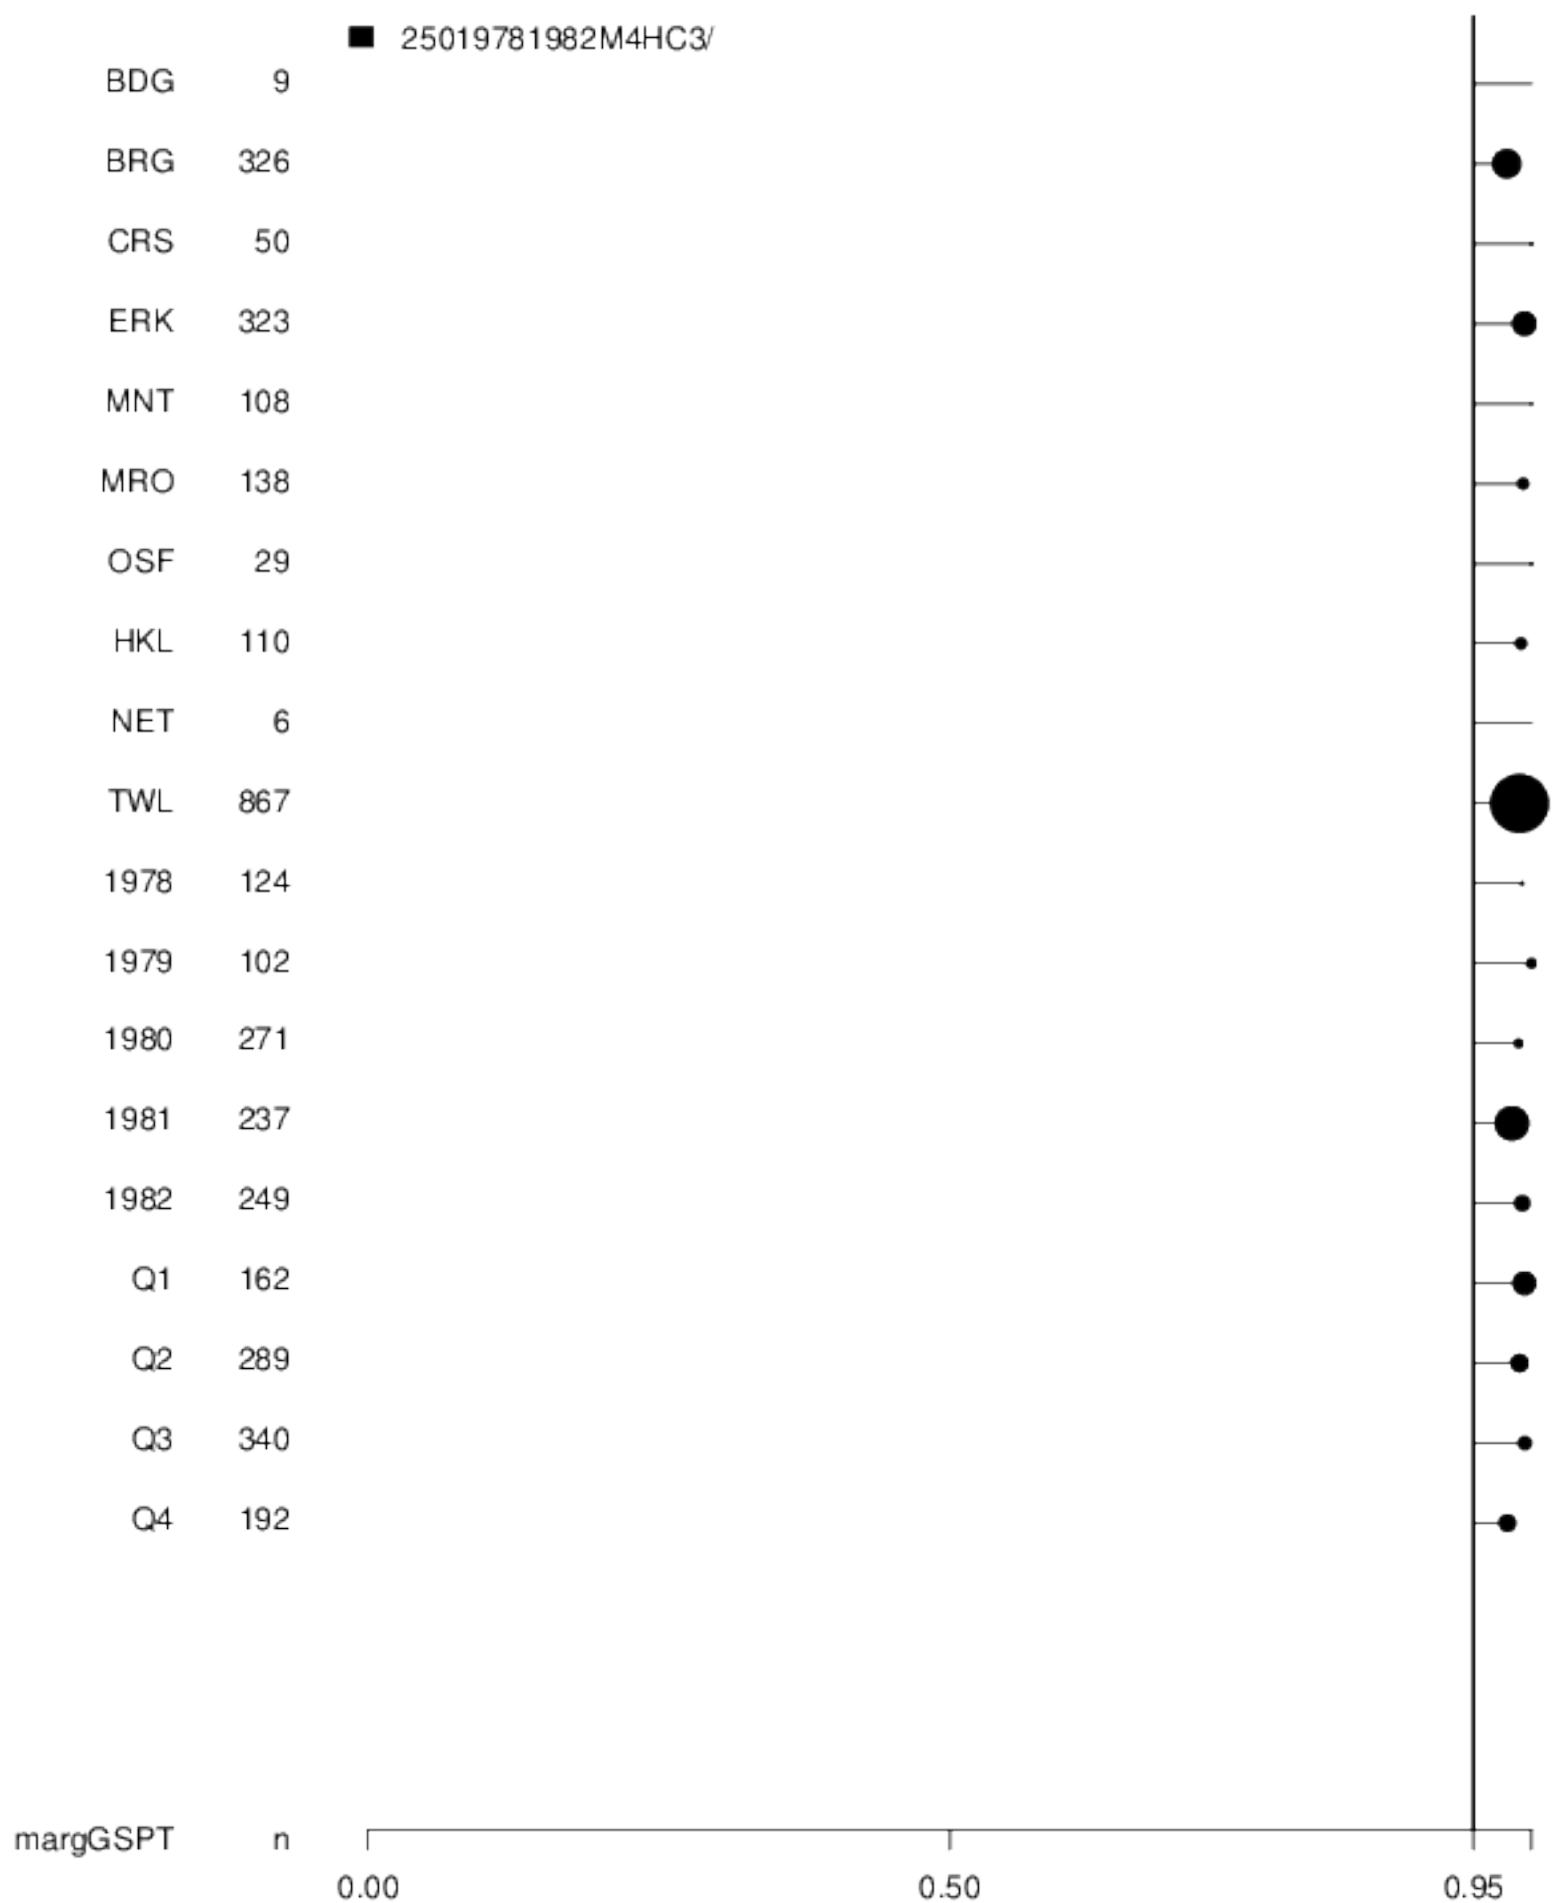 25019781982M4HC3/
BDG 9
BRG 326
CRS 50
ERK 323
MNT 108
MRO 138
OSF 29
HKL 110
NET 6
TWL 867
1978 124
1979 102
1980 271
1981 237
1982 249
Q1 162
Q2 289
Q3 340
Q4 192
margGSPT n
0.00 0.50 0.95